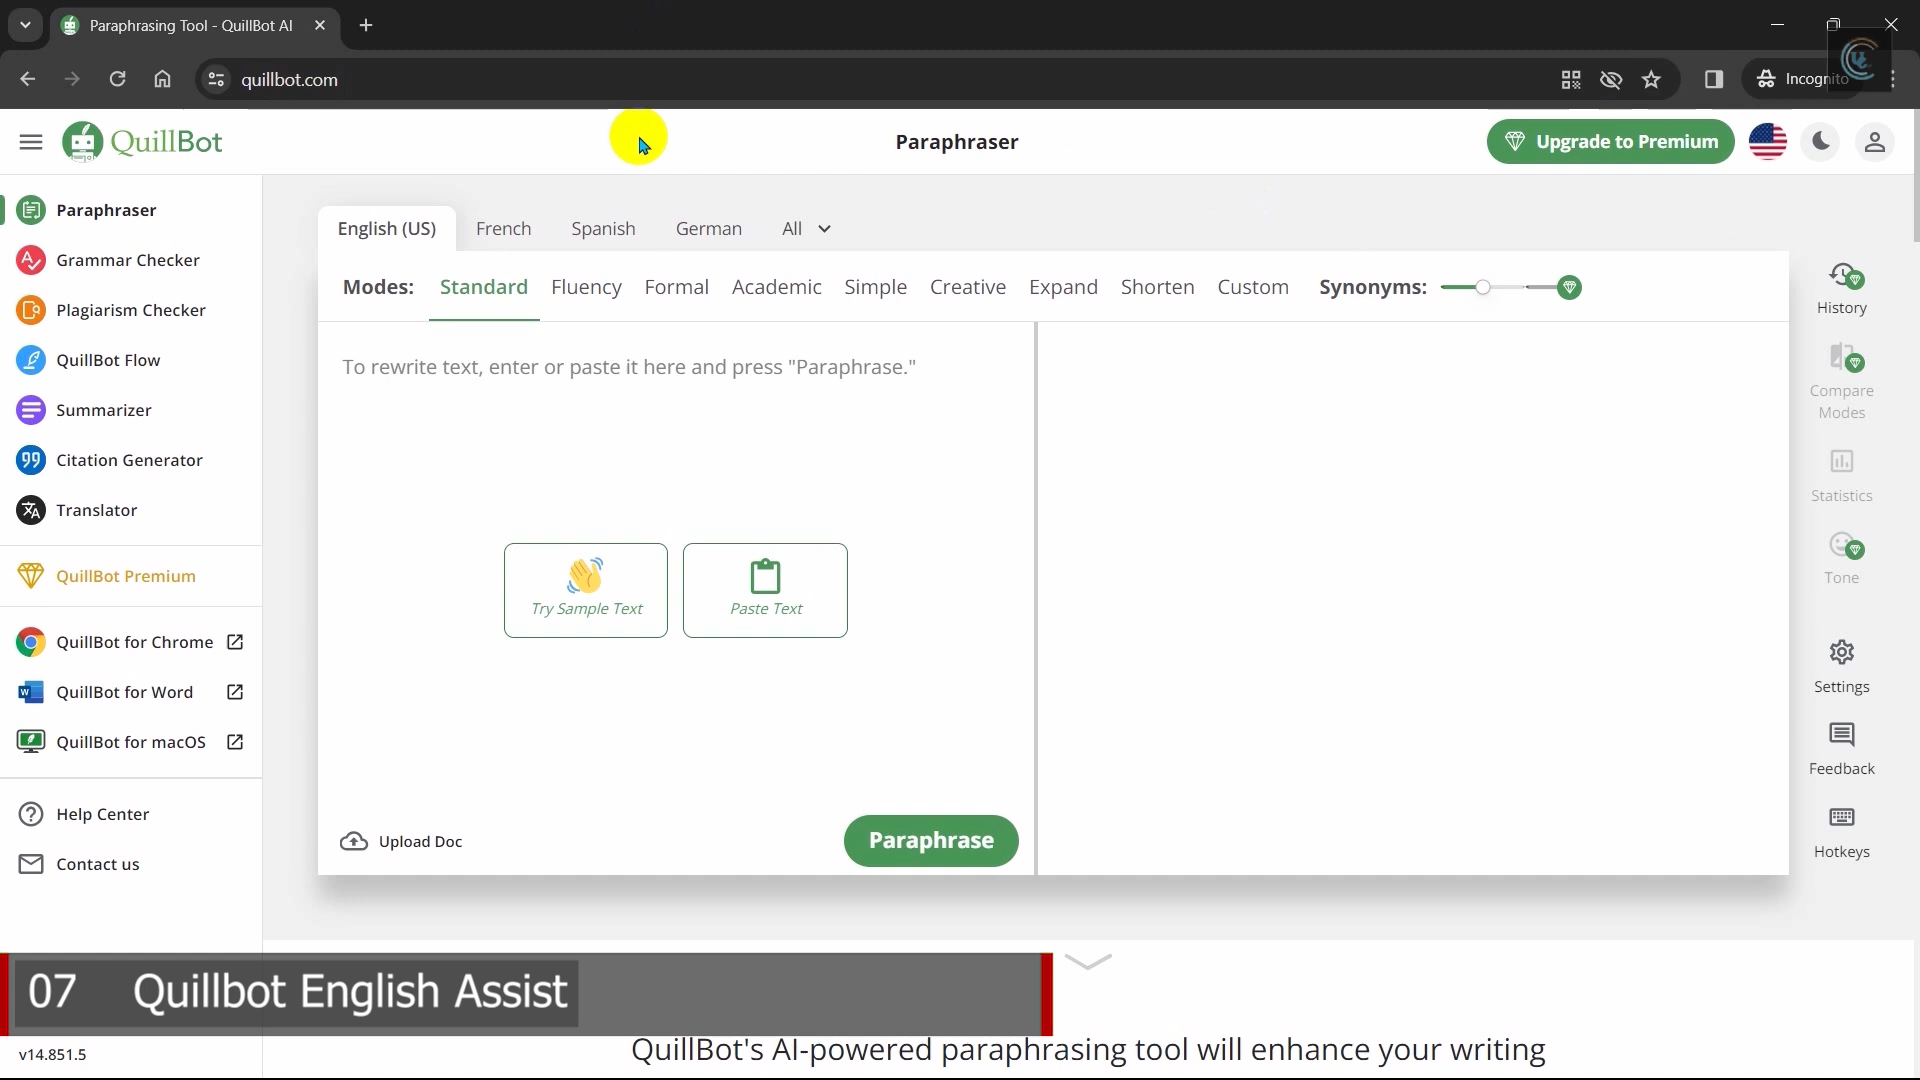 Paraphrasing Tool - QuillBot AI
quillbot.com
Incognito
QuillBot
Paraphraser
Upgrade to Premium
Paraphraser
Grammar Checker
Plagiarism Checker
QuillBot Flow
Summarizer
Citation Generator
Translator
QuillBot Premium
QuillBot for Chrome
QuillBot for Word
QuillBot for macOS
Help Center
Contact us
English (US) French Spanish German All
Modes: Standard Fluency Formal Academic Simple Creative Expand Shorten Custom Synonyms:
To rewrite text, enter or paste it here and press "Paraphrase."
Try Sample Text
Paste Text
Upload Doc
Paraphrase
History
Compare
Modes
Statistics
Tone
Settings
Feedback
Hotkeys
07 Quillbot English Assist
v14.851.5
QuillBot's AI-powered paraphrasing tool will enhance your writing